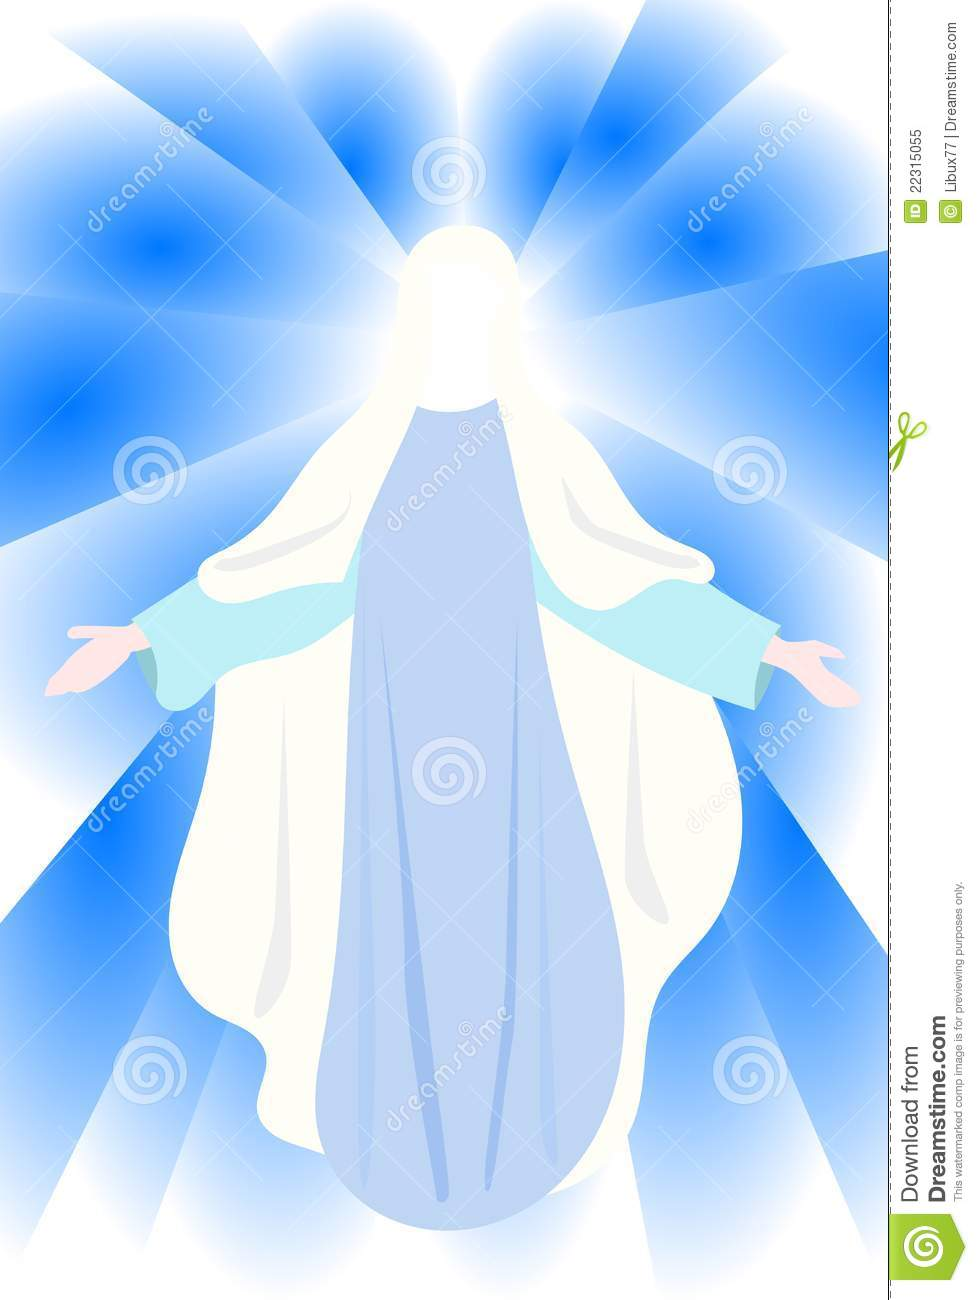 dreamstime
dreamstime
dreamstime
dreamstime
dreamstime
dreamstime
dreamstime
ID 22315055
© Libux77 | Dreamstime.com
Download from
Dreamstime.com
This watermarked comp image is for previewing purposes only.